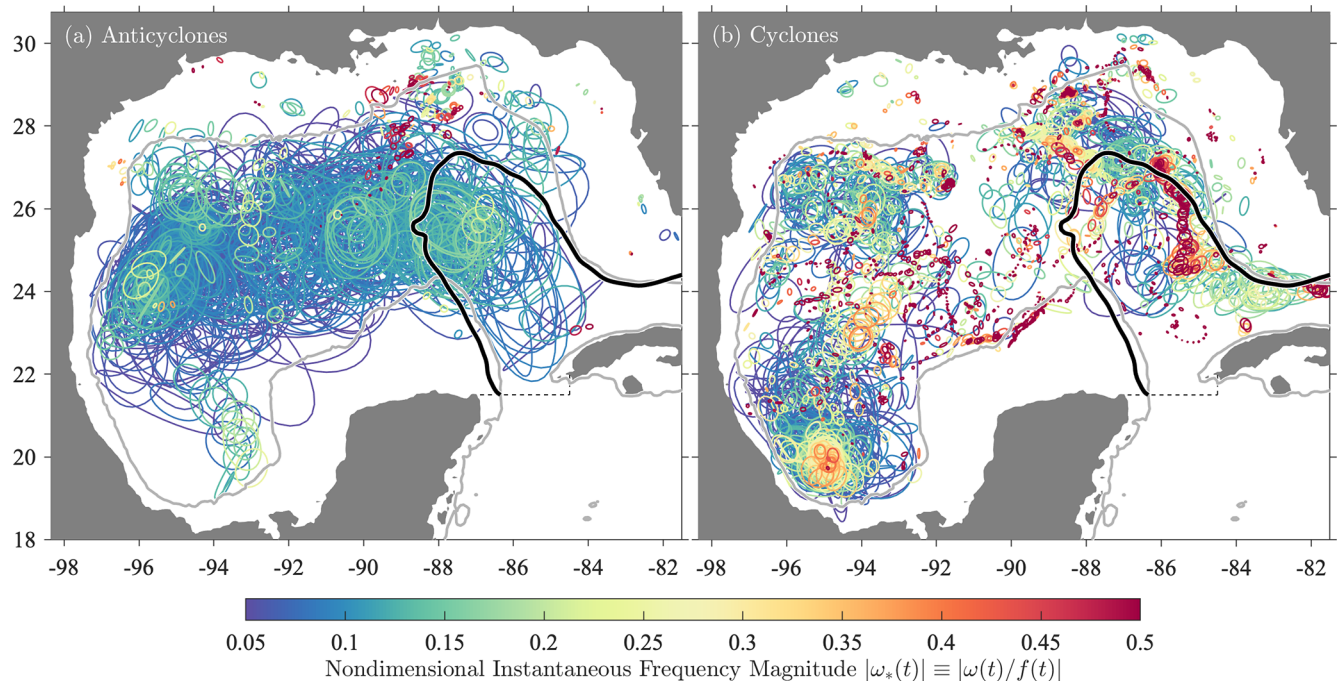 (a) Anticyclones
(b) Cyclones
30
28
26
24
22
20
18
-98 -96 -94 -92 -90 -88 -86 -84 -82
-98 -96 -94 -92 -90 -88 -86 -84 -82
0.05 0.1 0.15 0.2 0.25 0.3 0.35 0.4 0.45 0.5
Nondimensional Instantaneous Frequency Magnitude |ω*(t)| ≡ |ω(t)/f(t)|